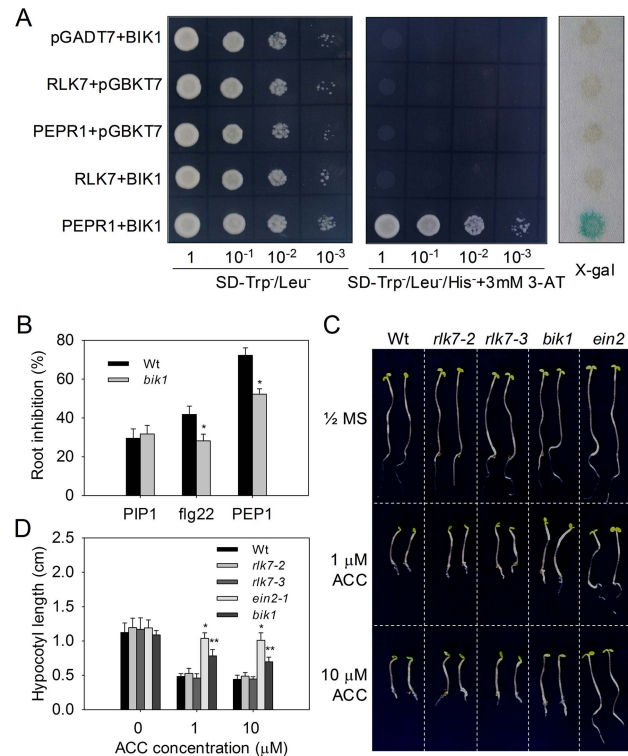 A
pGADT7+BIK1
RLK7+pGBKT7
PEPR1+pGBKT7
RLK7+BIK1
PEPR1+BIK1
1 10⁻¹ 10⁻² 10⁻³
SD-Trp⁻/Leu⁻
1 10⁻¹ 10⁻² 10⁻³
SD-Trp⁻/Leu⁻/His⁻+3mM 3-AT
X-gal
B
Root inhibition (%)
80
60
40
20
0
Wt
bik1
*
*
PIP1 flg22 PEP1
C
Wt rlk7-2 rlk7-3 bik1 ein2
½ MS
1 μM
ACC
10 μM
ACC
D
Hypocotyl length (cm)
2.5
2.0
1.5
1.0
0.5
0.0
Wt
rlk7-2
rlk7-3
ein2-1
bik1
*
**
*
**
0 1 10
ACC concentration (μM)